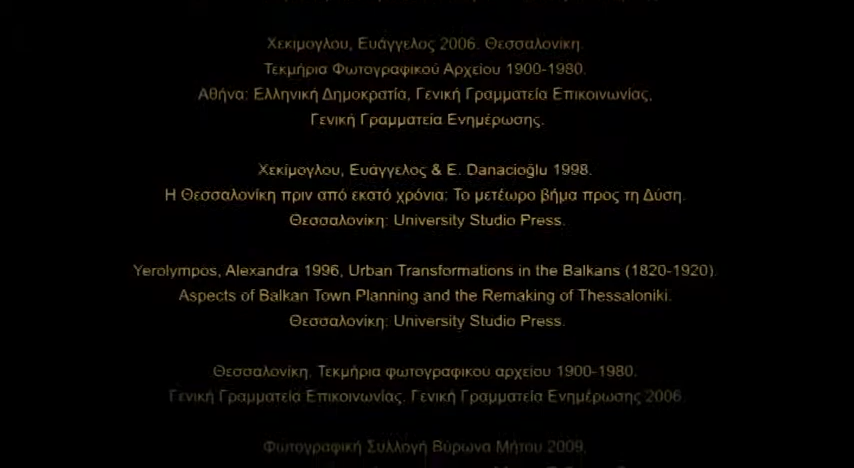 Χεκίμογλου, Ευάγγελος 2006. Θεσσαλονίκη.
Τεκμήρια Φωτογραφικού Αρχείου 1900-1980.
Αθήνα: Ελληνική Δημοκρατία, Γενική Γραμματεία Επικοινωνίας,
Γενική Γραμματεία Ενημέρωσης.
Χεκίμογλου, Ευάγγελος & E. Danacioğlu 1998.
Η Θεσσαλονίκη πριν από εκατό χρόνια: Το μετέωρο βήμα προς τη Δύση.
Θεσσαλονίκη: University Studio Press.
Yerolympos, Alexandra 1996, Urban Transformations in the Balkans (1820-1920).
Aspects of Balkan Town Planning and the Remaking of Thessaloniki.
Θεσσαλονίκη: University Studio Press.
Θεσσαλονίκη. Τεκμήρια φωτογραφικου αρχείου 1900-1980.
Γενική Γραμματεία Επικοινωνίας. Γενική Γραμματεία Ενημέρωσης 2006.
Φωτογραφική Συλλογή Βύρωνα Μήτου 2009,